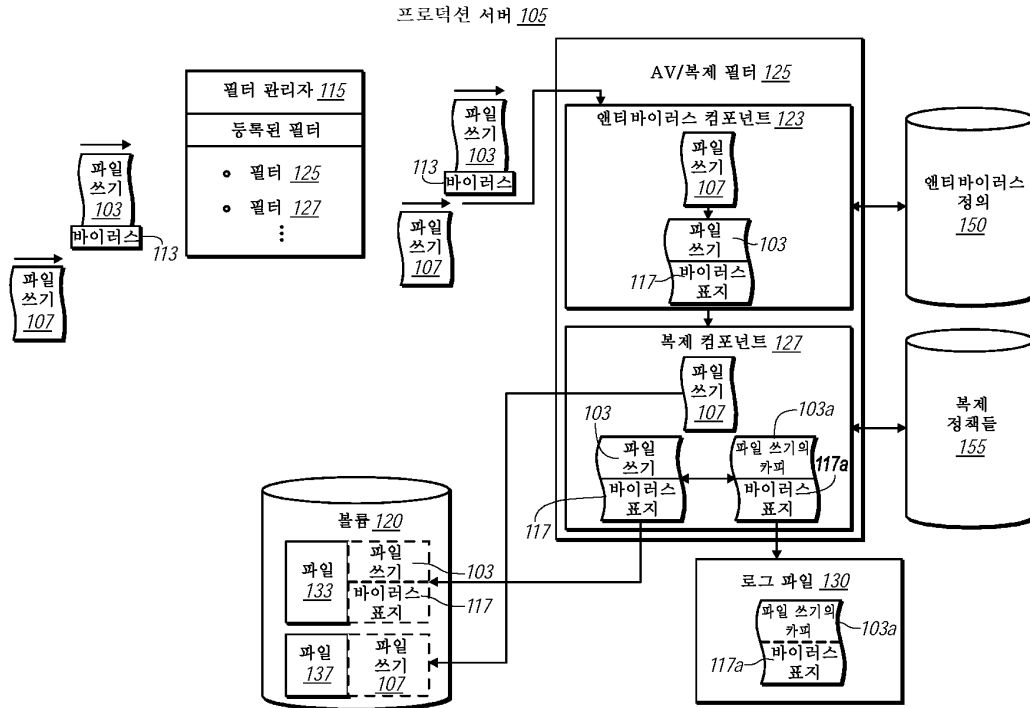 프로덕션 서버 105
필터 관리자 115
등록된 필터
필터 125
필터 127
⋮
파일
쓰기
103
바이러스
113
파일
쓰기
107
파일
쓰기
103
바이러스
113
파일
쓰기
107
AV/복제 필터 125
앤티바이러스 컴포넌트 123
파일
쓰기
107
파일
쓰기
103
117
바이러스
표지
앤티바이러스
정의
150
복제 컴포넌트 127
파일
쓰기
107
103
파일
쓰기
바이러스
표지
117
103a
파일 쓰기의
카피
117a
바이러스
표지
복제
정책들
155
볼륨 120
파일
133
파일
쓰기
103
바이러스
표지
117
파일
137
파일
쓰기
107
로그 파일 130
파일 쓰기의
카피
103a
117a
바이러스
표지